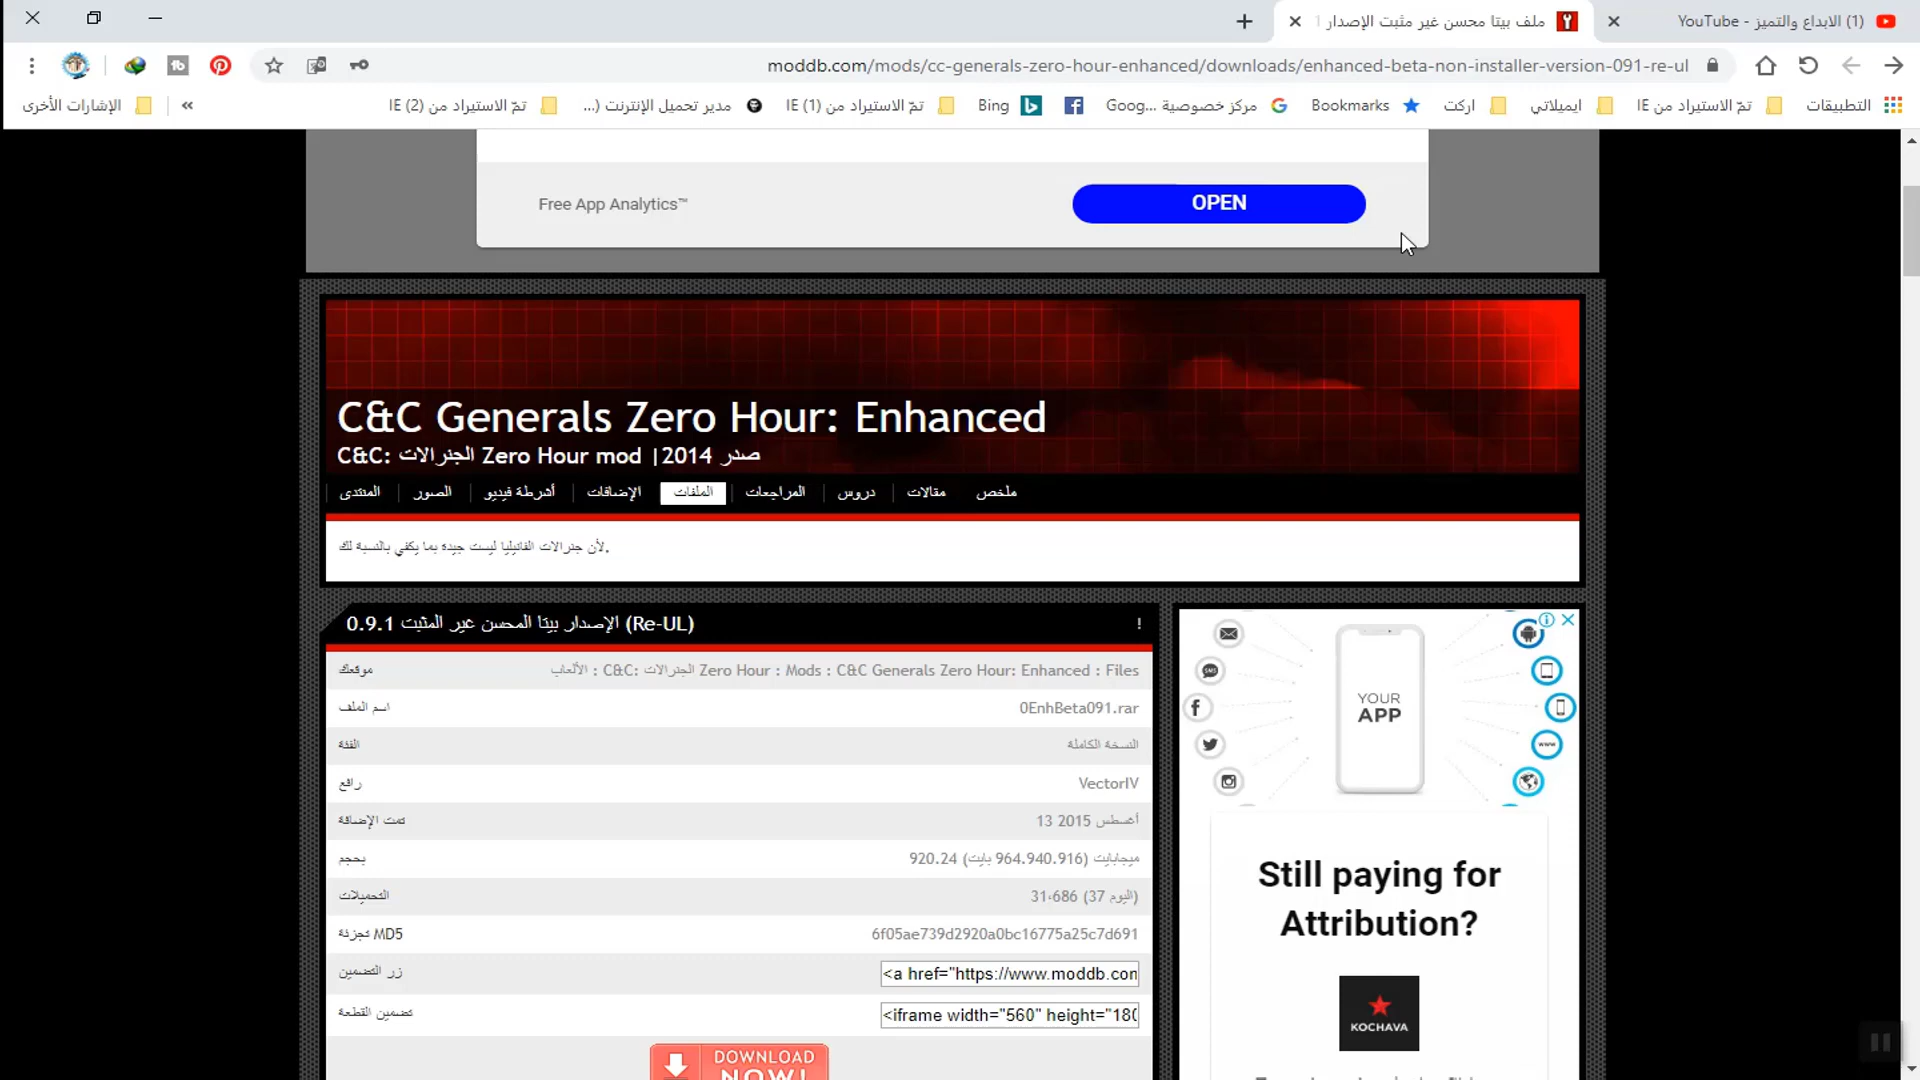 ملف بيتا محسن غير مثبت الإصدار
YouTube - الابداع والتميز (1)
moddb.com/mods/cc-generals-zero-hour-enhanced/downloads/enhanced-beta-non-installer-version-091-re-ul
التطبيقات
تمّ الاستيراد من IE
ايميلاتي
اركت
Bookmarks
مركز خصوصية Goog...
Bing
تمّ الاستيراد من IE (1)
مدير تحميل الإنترنت (...
تمّ الاستيراد من IE (2)
»
الإشارات الأخرى
Free App Analytics™
OPEN
C&C Generals Zero Hour: Enhanced
C&C: الجنرالات Zero Hour mod | صدر 2014
ملخص
مقالات
دروس
المراجعات
الملفات
الإضافات
أشرطة فيديو
الصور
المنتدى
لأن جنرالات الفانيليا ليست جيدة بما يكفي بالنسبة لك.
0.9.1 الإصدار بيتا المحسن غير المثبت (Re-UL)
!
موقعك
الألعاب : C&C: الجنرالات Zero Hour : Mods : C&C Generals Zero Hour: Enhanced : Files
اسم الملف
0EnhBeta091.rar
الفئة
النسخة الكاملة
رافع
VectorIV
تمت الإضافة
أغسطس 13 2015
بحجم
920.24 ميجابايت (964.940.916 بايت)
التحميلات
31،686 (37 اليوم)
MD5 تجزئة
6f05ae739d2920a0bc16775a25c7d691
زر التضمين
<a href="https://www.moddb.con
تضمين القطعة
<iframe width="560" height="180
DOWNLOAD
NOW!
YOUR
APP
SMS
www
Still paying for
Attribution?
KOCHAVA